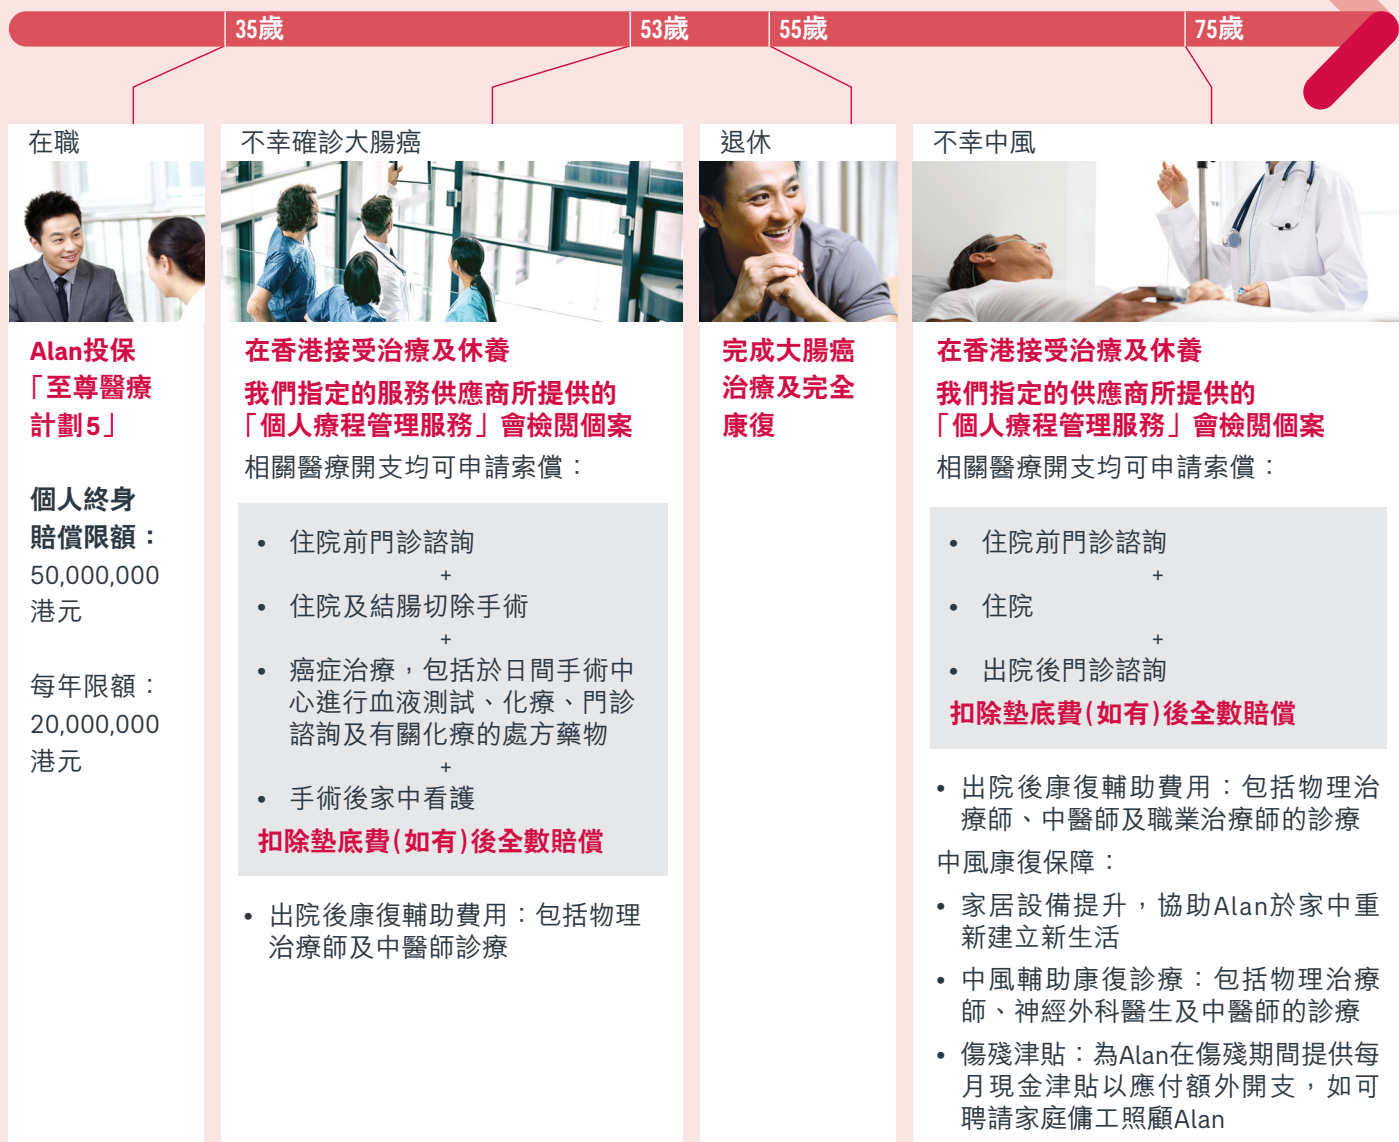 35歲
53歲
55歲
75歲
在職
Alan投保
「至尊醫療
計劃5」
個人終身
賠償限額：
50,000,000
港元
每年限額：
20,000,000
港元
不幸確診大腸癌
在香港接受治療及休養
我們指定的服務供應商所提供的
「個人療程管理服務」會檢閱個案
相關醫療開支均可申請索償：
• 住院前門診諮詢
+
• 住院及結腸切除手術
+
• 癌症治療，包括於日間手術中
心進行血液測試、化療、門診
諮詢及有關化療的處方藥物
+
• 手術後家中看護
扣除墊底費(如有)後全數賠償
• 出院後康復輔助費用：包括物理
治療師及中醫師診療
退休
完成大腸癌
治療及完全
康復
不幸中風
在香港接受治療及休養
我們指定的供應商所提供的
「個人療程管理服務」會檢閱個案
相關醫療開支均可申請索償：
• 住院前門診諮詢
+
• 住院
+
• 出院後門診諮詢
扣除墊底費(如有)後全數賠償
• 出院後康復輔助費用：包括物理治
療師、中醫師及職業治療師的診療
中風康復保障：
• 家居設備提升，協助Alan於家中重
新建立新生活
• 中風輔助康復診療：包括物理治療
師、神經外科醫生及中醫師的診療
• 傷殘津貼：為Alan在傷殘期間提供每
月現金津貼以應付額外開支，如可
聘請家庭傭工照顧Alan